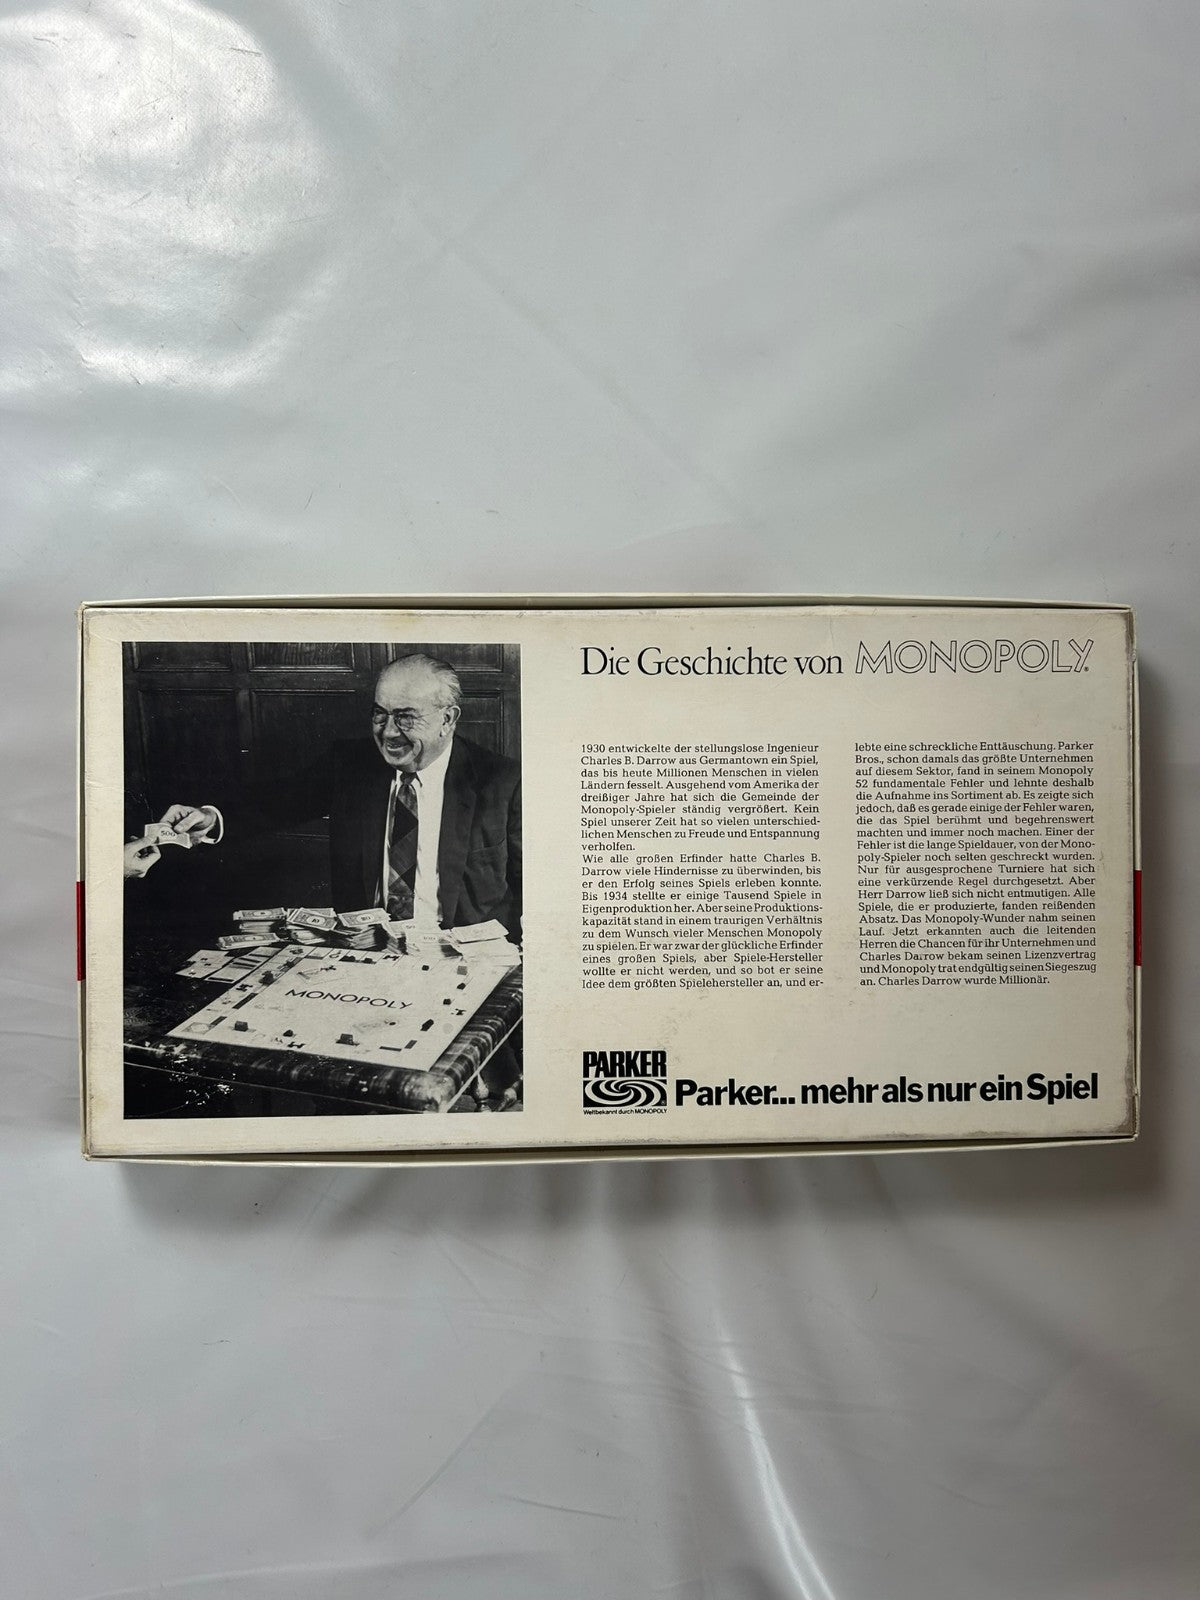 Die Geschichte von MONOPOLY®
1930 entwickelte der stellungslose Ingenieur
Charles B. Darrow aus Germantown ein Spiel,
das bis heute Millionen Menschen in vielen
Ländern fesselt. Ausgehend vom Amerika der
dreißiger Jahre hat sich die Gemeinde der
Monopoly-Spieler ständig vergrößert. Kein
Spiel unserer Zeit hat so vielen unterschied-
lichen Menschen zu Freude und Entspannung
verholfen.
Wie alle großen Erfinder hatte Charles B.
Darrow viele Hindernisse zu überwinden, bis
er den Erfolg seines Spiels erleben konnte.
Bis 1934 stellte er einige Tausend Spiele in
Eigenproduktion her. Aber seine Produktions-
kapazität stand in einem traurigen Verhältnis
zu dem Wunsch vieler Menschen Monopoly
zu spielen. Er war zwar der glückliche Erfinder
eines großen Spiels, aber Spiele-Hersteller
wollte er nicht werden, und so bot er seine
Idee dem größten Spielehersteller an, und er-
lebte eine schreckliche Enttäuschung. Parker
Bros., schon damals das größte Unternehmen
auf diesem Sektor, fand in seinem Monopoly
52 fundamentale Fehler und lehnte deshalb
die Aufnahme ins Sortiment ab. Es zeigte sich
jedoch, daß es gerade einige der Fehler waren,
die das Spiel berühmt und begehrenswert
machten und immer noch machen. Einer der
Fehler ist die lange Spieldauer, von der Mono-
poly-Spieler noch selten geschreckt wurden.
Nur für ausgesprochene Turniere hat sich
eine verkürzende Regel durchgesetzt. Aber
Herr Darrow ließ sich nicht entmutigen. Alle
Spiele, die er produzierte, fanden reißenden
Absatz. Das Monopoly-Wunder nahm seinen
Lauf. Jetzt erkannten auch die leitenden
Herren die Chancen für ihr Unternehmen und
Charles Darrow bekam seinen Lizenzvertrag
und Monopoly trat endgültig seinen Siegeszug
an. Charles Darrow wurde Millionär.
500
MONOPOLY
PARKER
Weltbekannt durch MONOPOLY
Parker... mehr als nur ein Spiel